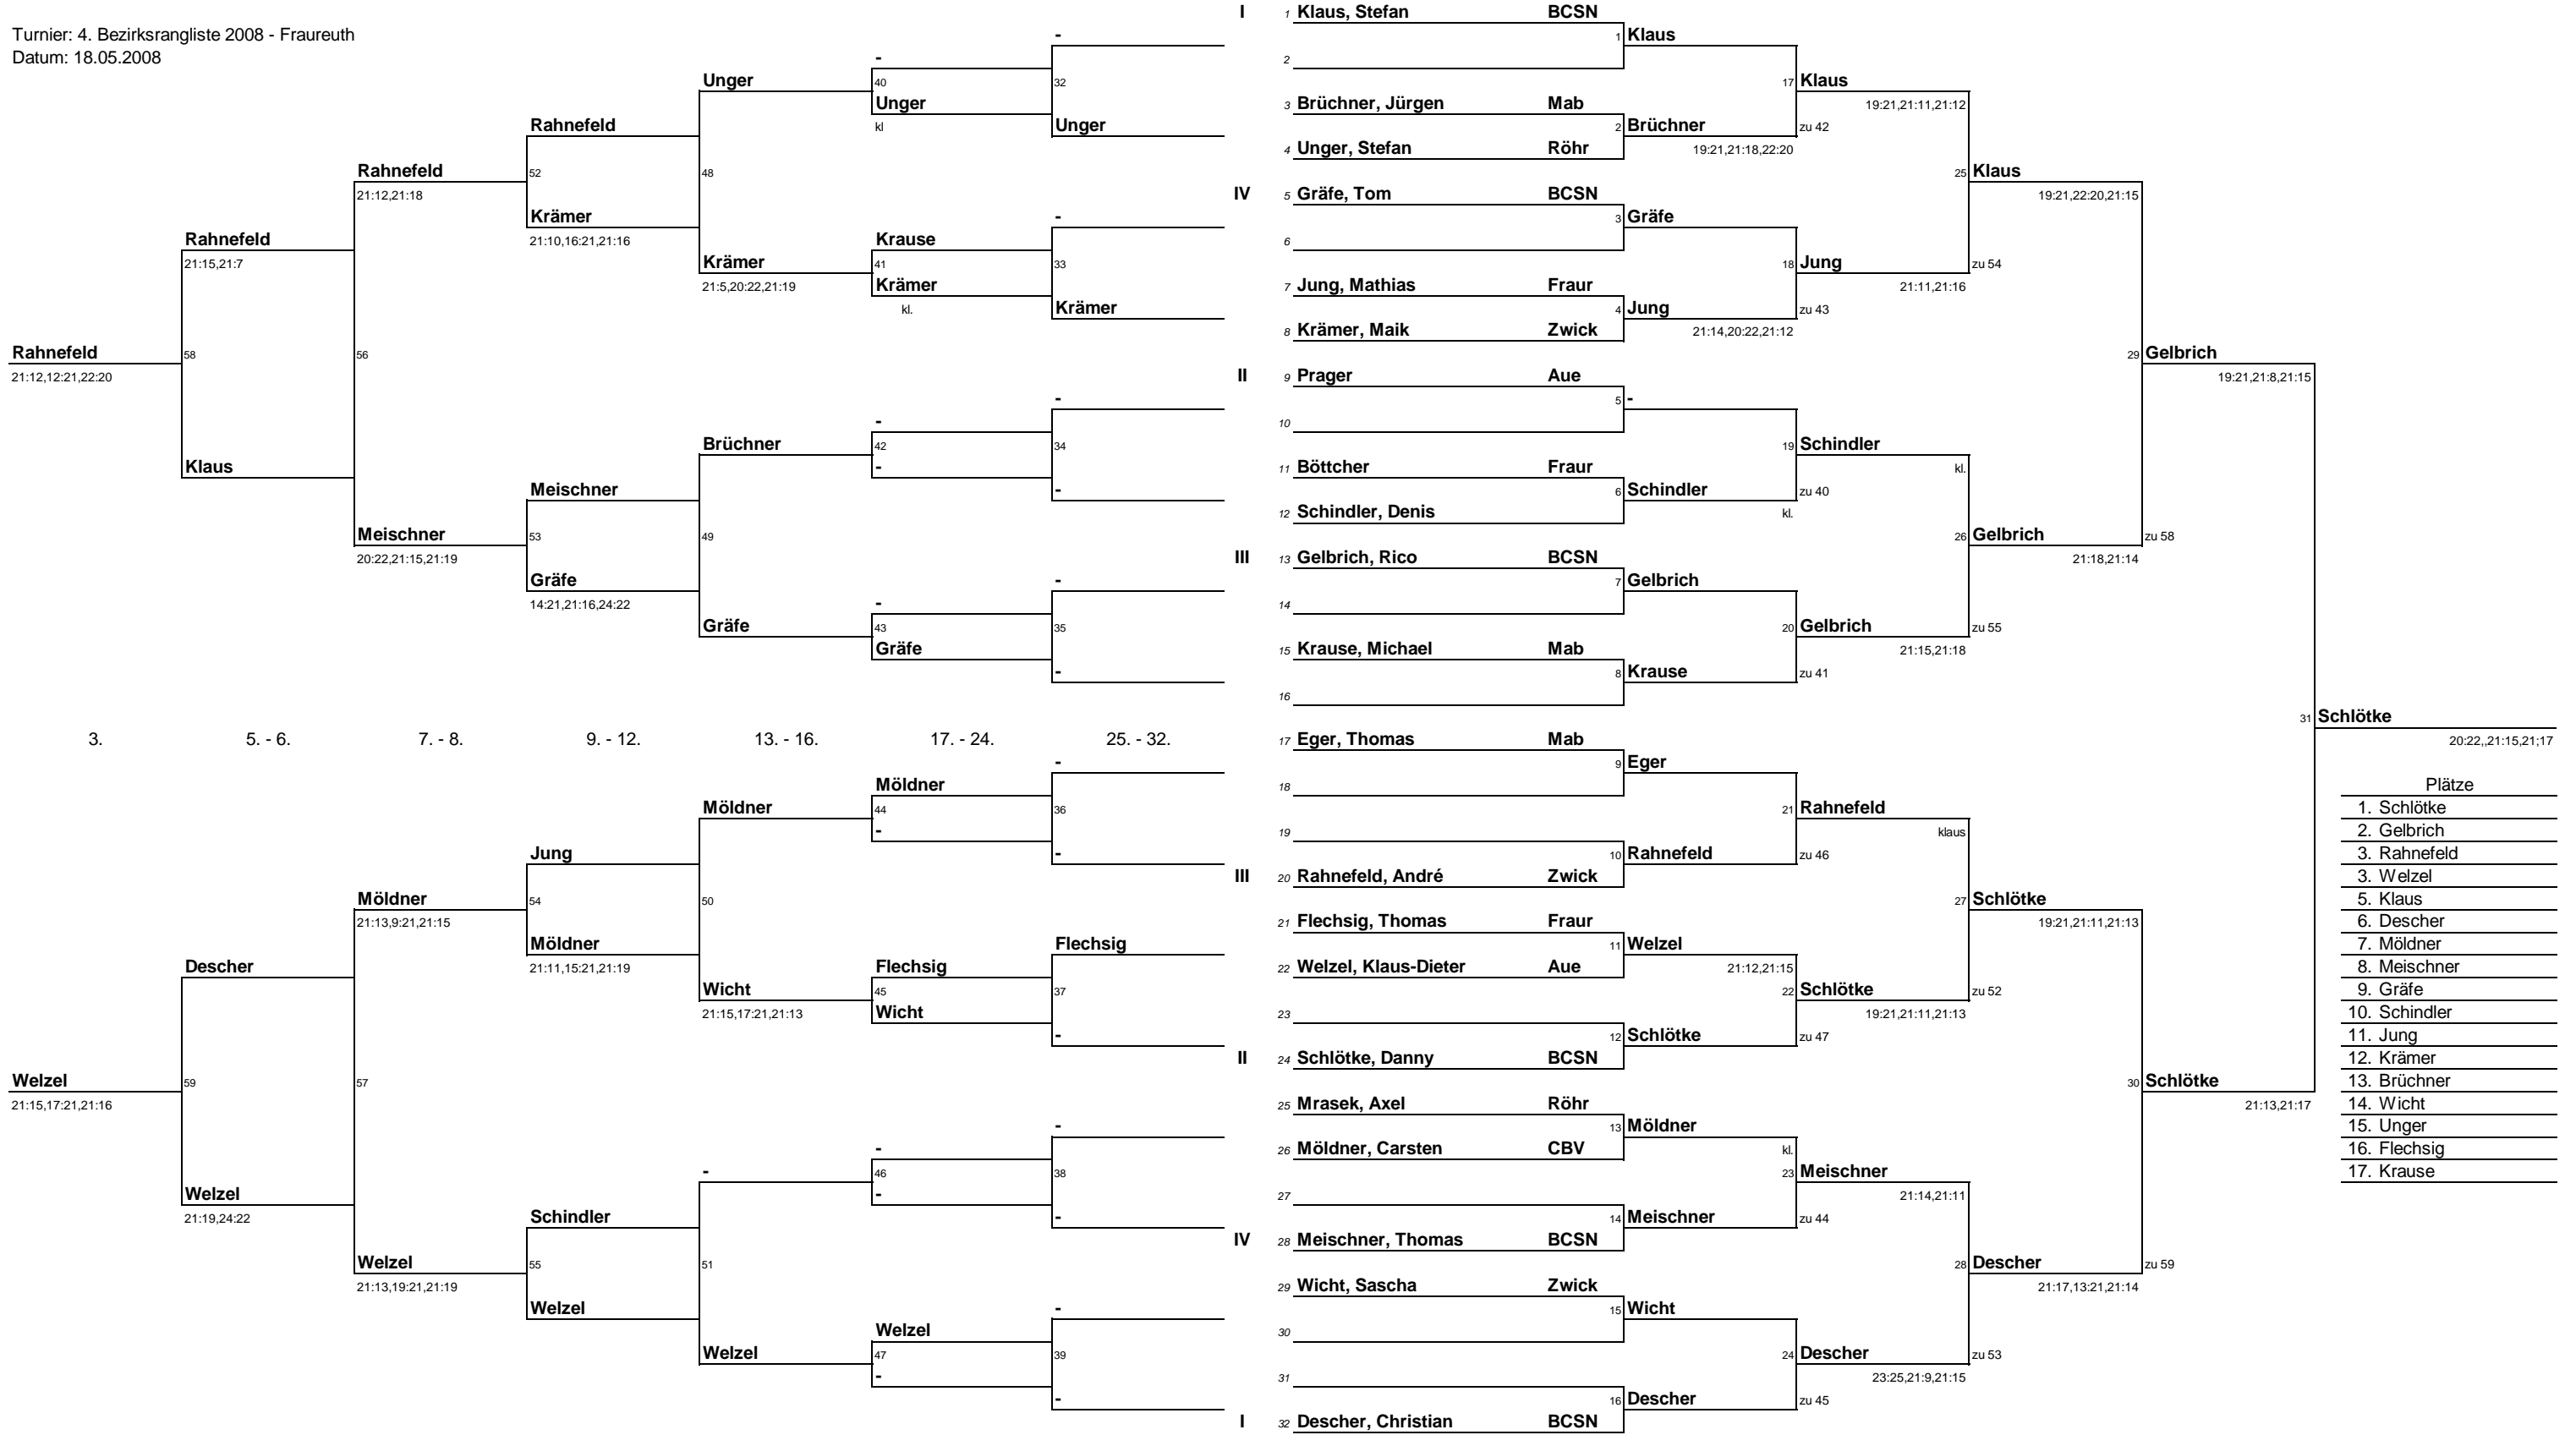 Turnier: 4. Bezirksrangliste 2008 - Fraureuth
Datum: 18.05.2008
Rahnefeld
21:12,12:21,22:20
3.
Welzel
21:15,17:21,21:16
Rahnefeld
21:15,21:7
58
Klaus
5. - 6.
Descher
59
Welzel
21:19,24:22
Rahnefeld
21:12,21:18
56
Meischner
20:22,21:15,21:19
7. - 8.
Möldner
21:13,9:21,21:15
57
Welzel
21:13,19:21,21:19
Rahnefeld
52
Krämer
21:10,16:21,21:16
Meischner
53
Gräfe
14:21,21:16,24:22
9. - 12.
Jung
54
Möldner
21:11,15:21,21:19
Schindler
55
Welzel
Unger
48
Krämer
21:5,20:22,21:19
Brüchner
49
Gräfe
13. - 16.
Möldner
50
Wicht
21:15,17:21,21:13
-
51
Welzel
-
40
Unger
kl
Krause
41
Krämer
kl.
-
42
-
-
43
Gräfe
17. - 24.
Möldner
44
-
Flechsig
45
Wicht
-
46
-
Welzel
47
-
-
32
Unger
-
33
Krämer
-
34
-
-
35
-
25. - 32.
-
36
-
Flechsig
37
-
-
38
-
-
39
-
I 1 Klaus, Stefan BCSN
2
3 Brüchner, Jürgen Mab
4 Unger, Stefan Röhr
IV 5 Gräfe, Tom BCSN
6
7 Jung, Mathias Fraur
8 Krämer, Maik Zwick
II 9 Prager Aue
10
11 Böttcher Fraur
12 Schindler, Denis
III 13 Gelbrich, Rico BCSN
14
15 Krause, Michael Mab
16
17 Eger, Thomas Mab
18
19
III 20 Rahnefeld, André Zwick
21 Flechsig, Thomas Fraur
22 Welzel, Klaus-Dieter Aue
23
II 24 Schlötke, Danny BCSN
25 Mrasek, Axel Röhr
26 Möldner, Carsten CBV
27
IV 28 Meischner, Thomas BCSN
29 Wicht, Sascha Zwick
30
31
I 32 Descher, Christian BCSN
1 Klaus
2 Brüchner
19:21,21:18,22:20
3 Gräfe
4 Jung
21:14,20:22,21:12
5 -
6 Schindler
kl.
7 Gelbrich
8 Krause
9 Eger
10 Rahnefeld
11 Welzel
21:12,21:15
12 Schlötke
13 Möldner
kl.
14 Meischner
15 Wicht
16 Descher
17 Klaus
19:21,21:11,21:12
zu 42
18 Jung
21:11,21:16
zu 43
19 Schindler
kl.
zu 40
20 Gelbrich
21:15,21:18
zu 41
21 Rahnefeld
klaus
zu 46
22 Schlötke
19:21,21:11,21:13
zu 47
23 Meischner
21:14,21:11
zu 44
24 Descher
23:25,21:9,21:15
zu 45
25 Klaus
19:21,22:20,21:15
zu 54
26 Gelbrich
21:18,21:14
zu 55
27 Schlötke
19:21,21:11,21:13
zu 52
28 Descher
21:17,13:21,21:14
zu 53
29 Gelbrich
19:21,21:8,21:15
zu 58
30 Schlötke
21:13,21:17
zu 59
31 Schlötke
20:22,,21:15,21;17
Plätze
1. Schlötke
2. Gelbrich
3. Rahnefeld
3. Welzel
5. Klaus
6. Descher
7. Möldner
8. Meischner
9. Gräfe
10. Schindler
11. Jung
12. Krämer
13. Brüchner
14. Wicht
15. Unger
16. Flechsig
17. Krause